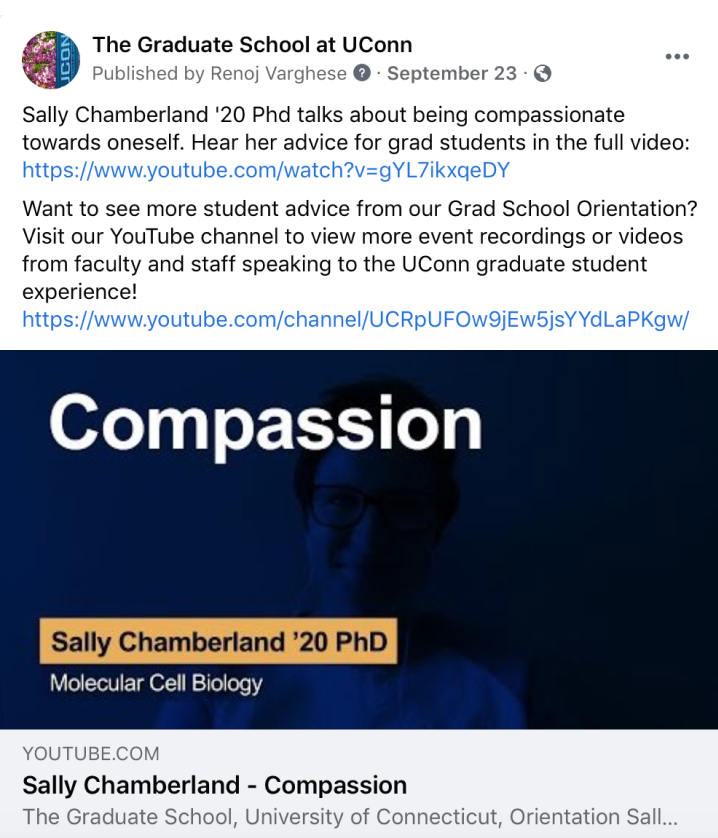 UCONN
The Graduate School at UConn
Published by Renoj Varghese ? · September 23 ·
Sally Chamberland '20 Phd talks about being compassionate
towards oneself. Hear her advice for grad students in the full video:
https://www.youtube.com/watch?v=gYL7ikxqeDY
Want to see more student advice from our Grad School Orientation?
Visit our YouTube channel to view more event recordings or videos
from faculty and staff speaking to the UConn graduate student
experience!
https://www.youtube.com/channel/UCRpUFOw9jEw5jsYYdLaPKgw/
Compassion
Sally Chamberland ’20 PhD
Molecular Cell Biology
YOUTUBE.COM
Sally Chamberland - Compassion
The Graduate School, University of Connecticut, Orientation Sall...